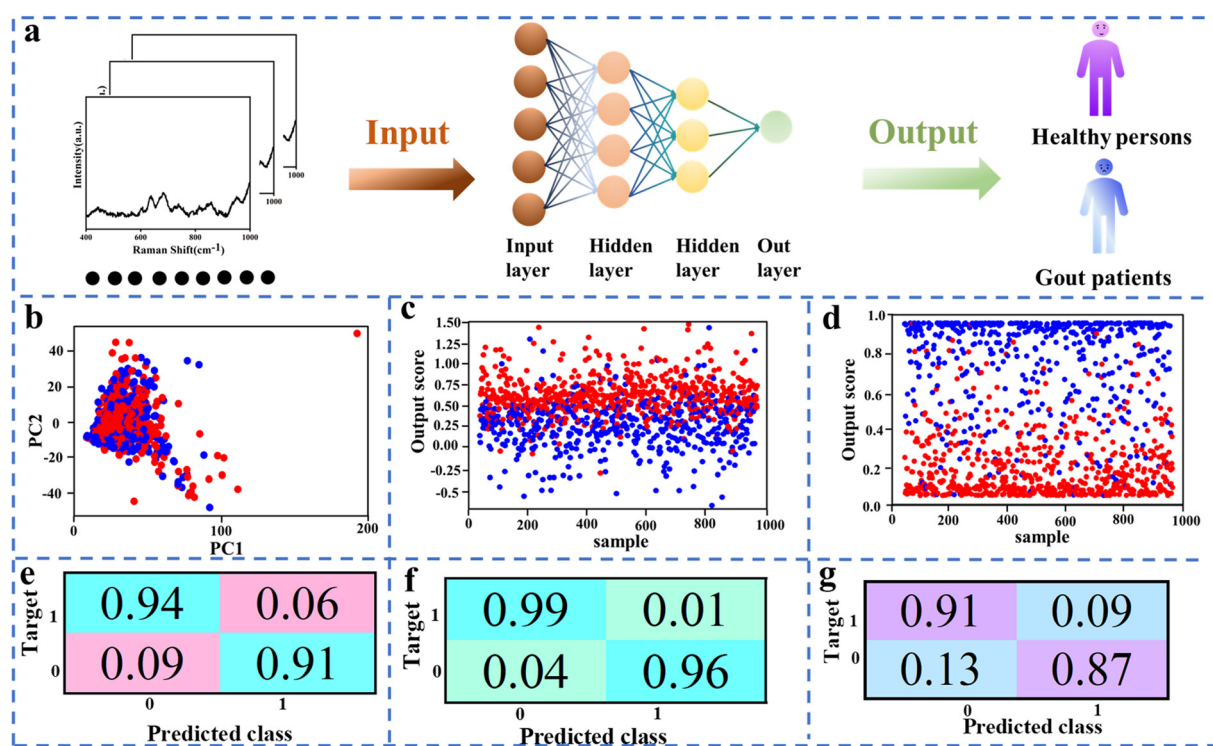 a
u.)
Intensity(a.u.)
400
600
800
1000
1000
1000
Raman Shift(cm-1)
Input
Input
layer
Hidden
layer
Hidden
layer
Out
layer
Output
Healthy persons
Gout patients
b
PC2
40
20
0
-20
-40
0
100
200
PC1
c
Output score
1.50
1.25
1.00
0.75
0.50
0.25
0.00
-0.25
-0.5
0
200
400
600
800
1000
sample
d
Output score
1.0
0.8
0.6
0.4
0.2
0.0
0
200
400
600
800
1000
sample
e
Target
1
0
0.94
0.06
0.09
0.91
0
1
Predicted class
f
Target
1
0
0.99
0.01
0.04
0.96
0
1
Predicted class
g
Target
1
0
0.91
0.09
0.13
0.87
0
1
Predicted class